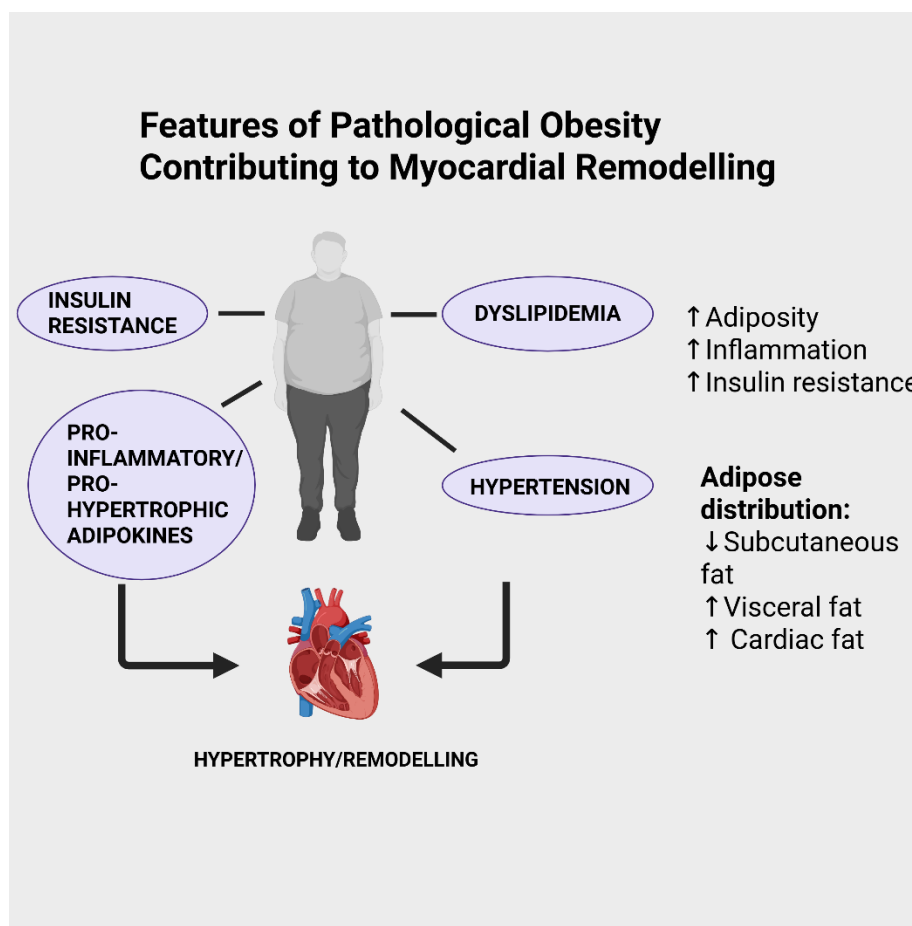 Features of Pathological Obesity
Contributing to Myocardial Remodelling
INSULIN
RESISTANCE
DYSLIPIDEMIA
↑Adiposity
↑Inflammation
↑Insulin resistance
PRO-
INFLAMMATORY/
PRO-
HYPERTROPHIC
ADIPOKINES
HYPERTENSION
Adipose
distribution:
↓Subcutaneous
fat
↑Visceral fat
↑ Cardiac fat
HYPERTROPHY/REMODELLING